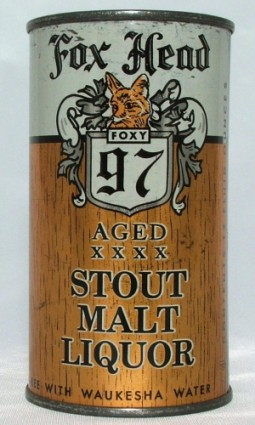 Fox Head
FOXY
97
AGED
XXXX
STOUT
MALT
LIQUOR
WITH WAUKESHA WATER